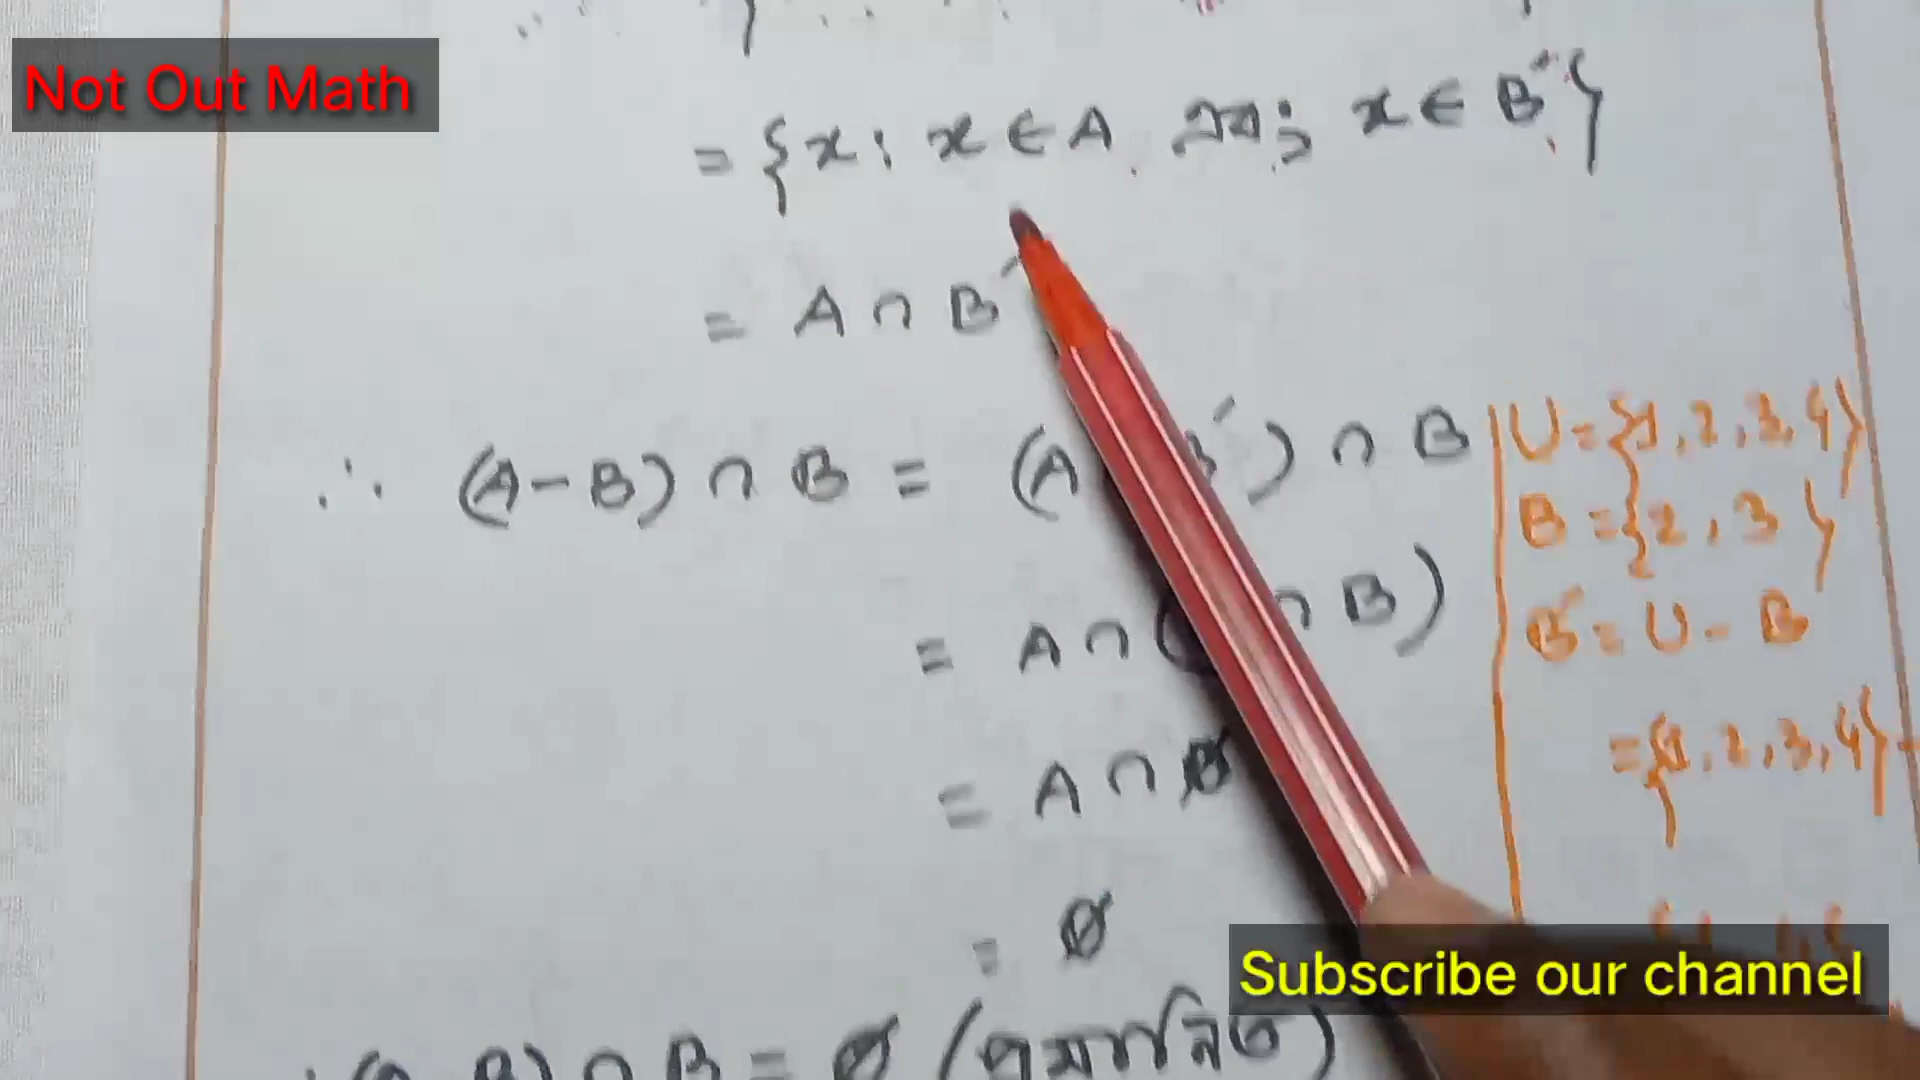 Not Out Math
= {x : x ∈ A এবং x ∈ B′}
= A ∩ B′
∴ (A − B) ∩ B = (A B′) ∩ B
= A ∩ ( ∩ B)
= A ∩ Ø
= Ø
(A − B) ∩ B = Ø (প্রমাণিত)
U = {1, 2, 3, 4}
B = {2, 3}
B′ = U − B
= {1, 2, 3, 4} −
Subscribe our channel